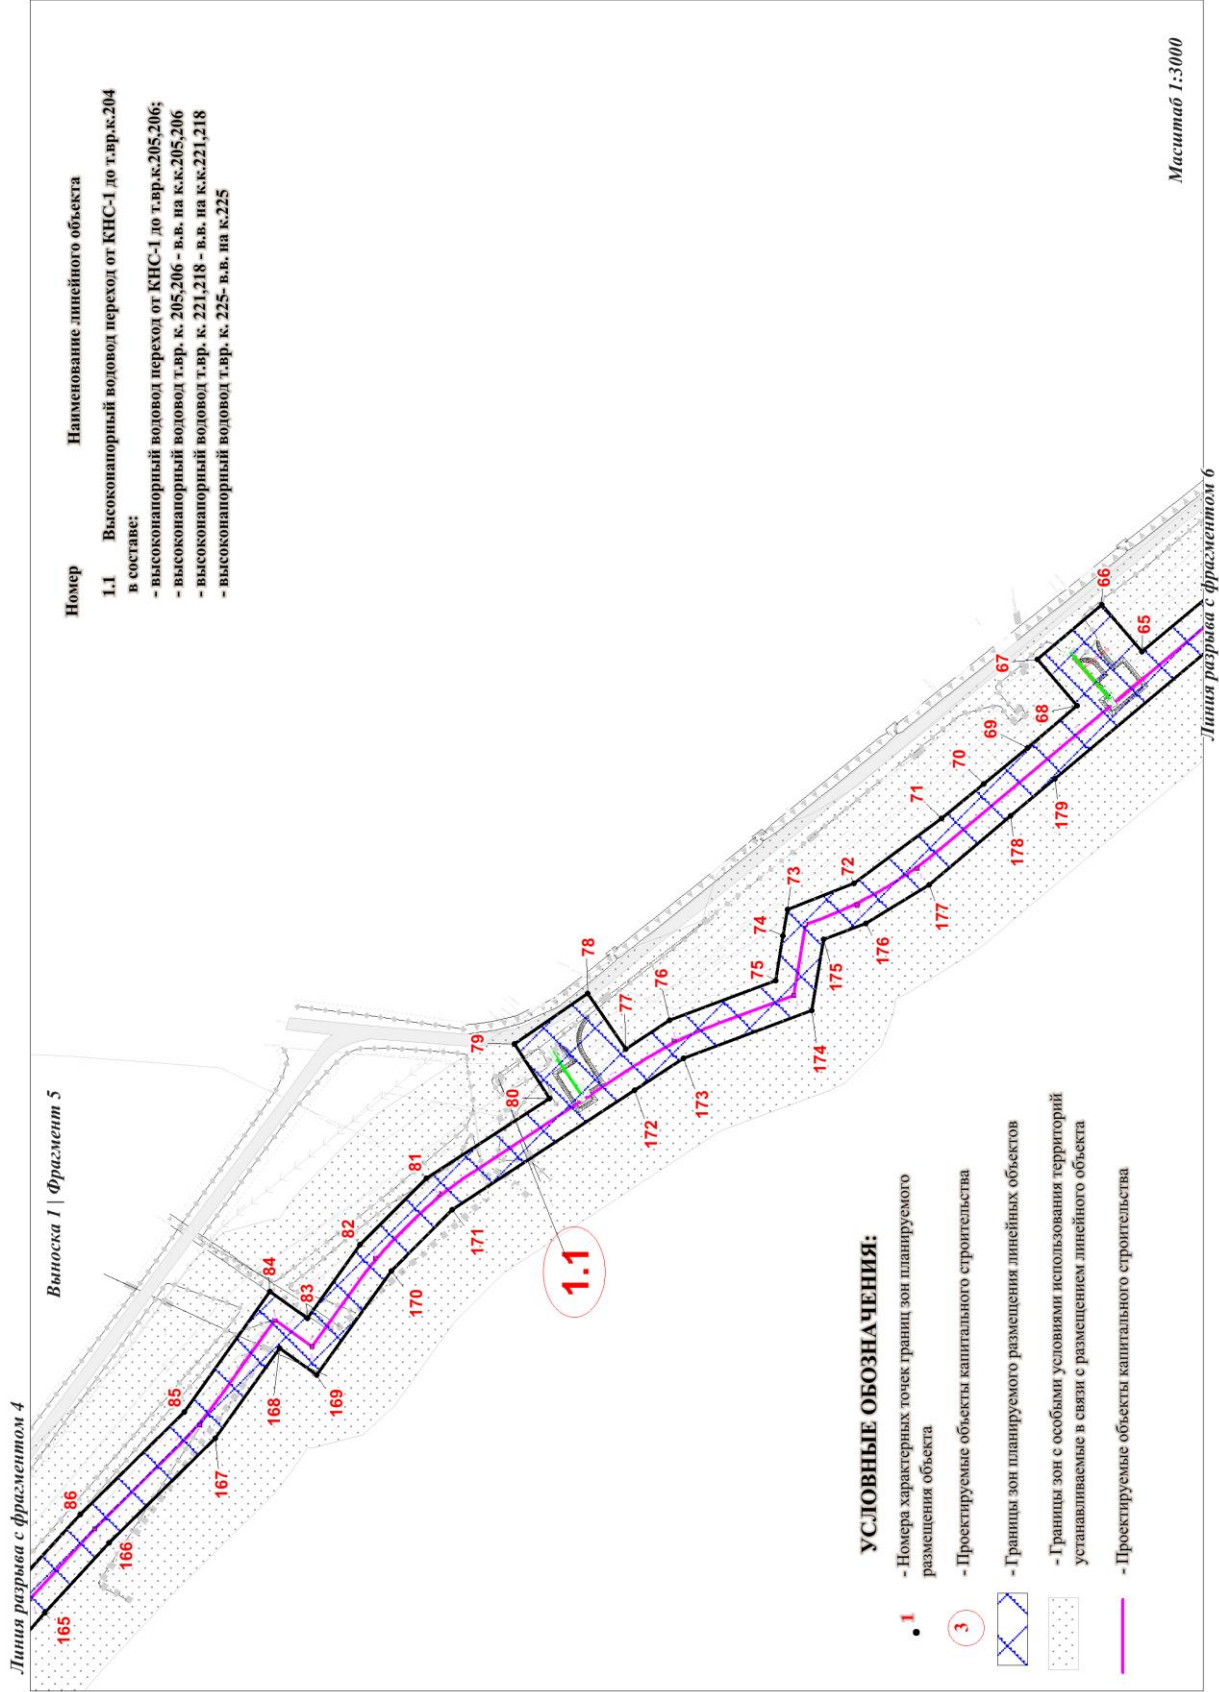 Линия разрыва с фрагментом 4
Выноска 1 | Фрагмент 5
Номер Наименование линейного объекта
1.1 Высоконапорный водовод переход от КНС-1 до т.вр.к.204
в составе:
- высоконапорный водовод переход от КНС-1 до т.вр.к.205,206;
- высоконапорный водовод т.вр. к. 205,206 - в.в. на к.к.205,206
- высоконапорный водовод т.вр. к. 221,218 - в.в. на к.к.221,218
- высоконапорный водовод т.вр. к. 225- в.в. на к.225
165
166
86
85
167
168
84
83
169
82
170
81
171
80
79
1.1
78
77
172
76
173
75
174
74
73
175
72
176
71
177
70
69
178
68
179
67
66
65
УСЛОВНЫЕ ОБОЗНАЧЕНИЯ:
1 - Номера характерных точек границ зон планируемого
размещения объекта
3 - Проектируемые объекты капитального строительства
- Границы зон планируемого размещения линейных объектов
- Границы зон с особыми условиями использования территорий
устанавливаемые в связи с размещением линейного объекта
- Проектируемые объекты капитального строительства
Масштаб 1:3000
Линия разрыва с фрагментом 6